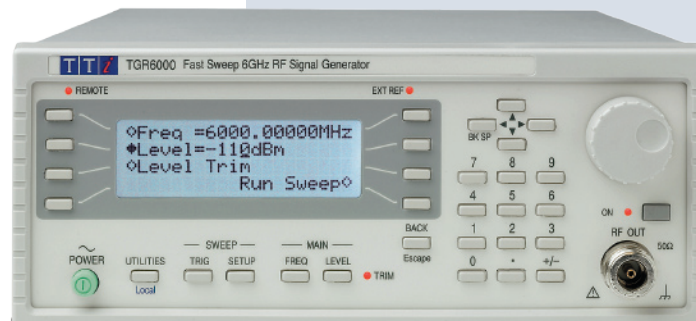 TTi TGR6000 Fast Sweep 6GHz RF Signal Generator
REMOTE
EXT REF
◇Freq =6000.00000MHz
◆Level=-110dBm
◇Level Trim
Run Sweep◇
BK SP
7 8 9
4 5 6
1 2 3
0 . +/−
BACK
Escape
ON
RF OUT
50Ω
POWER
UTILITIES
Local
SWEEP
TRIG SETUP
MAIN
FREQ LEVEL
TRIM